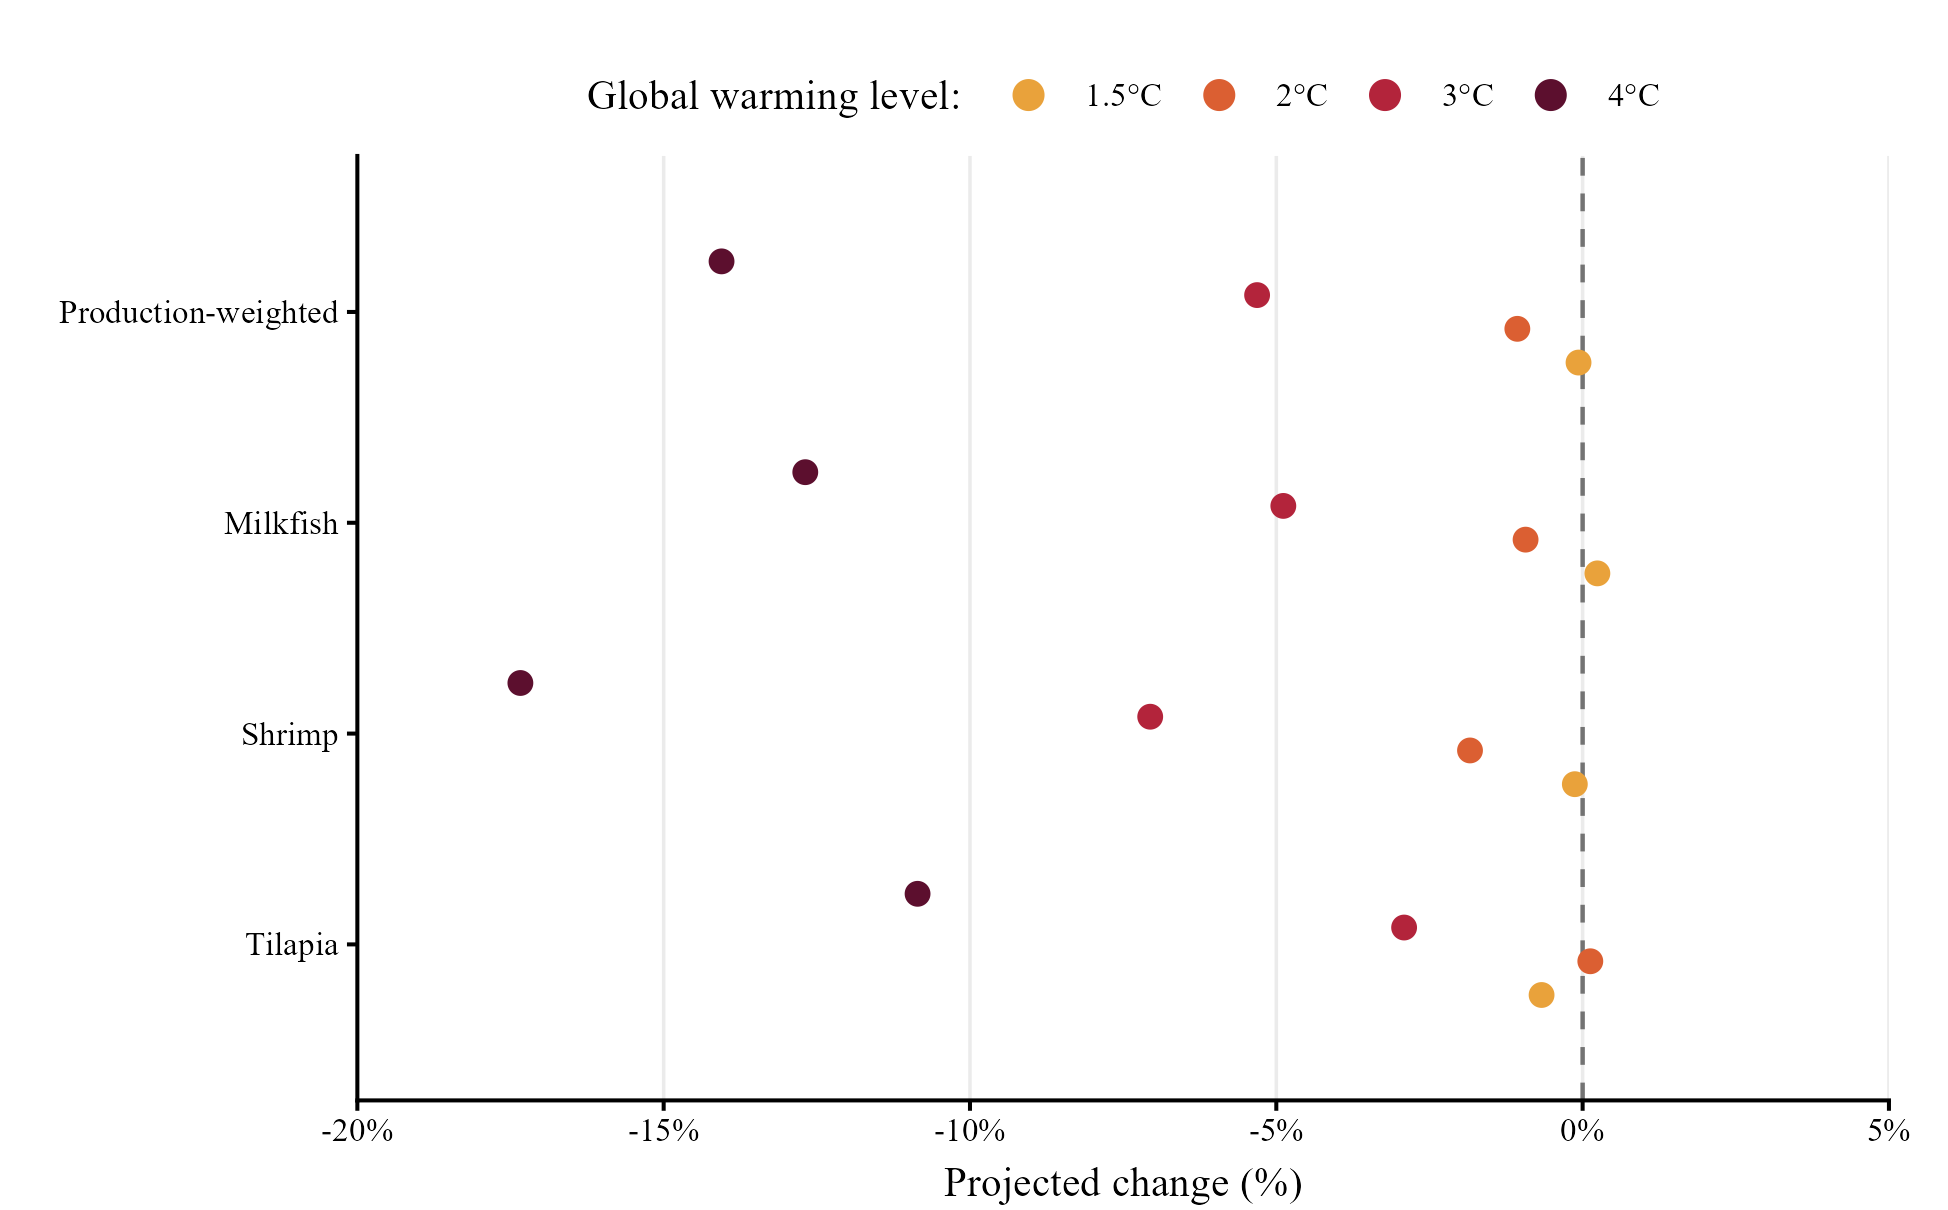 Global warming level: 1.5°C 2°C 3°C 4°C
Production-weighted
Milkfish
Shrimp
Tilapia
-20% -15% -10% -5% 0% 5%
Projected change (%)